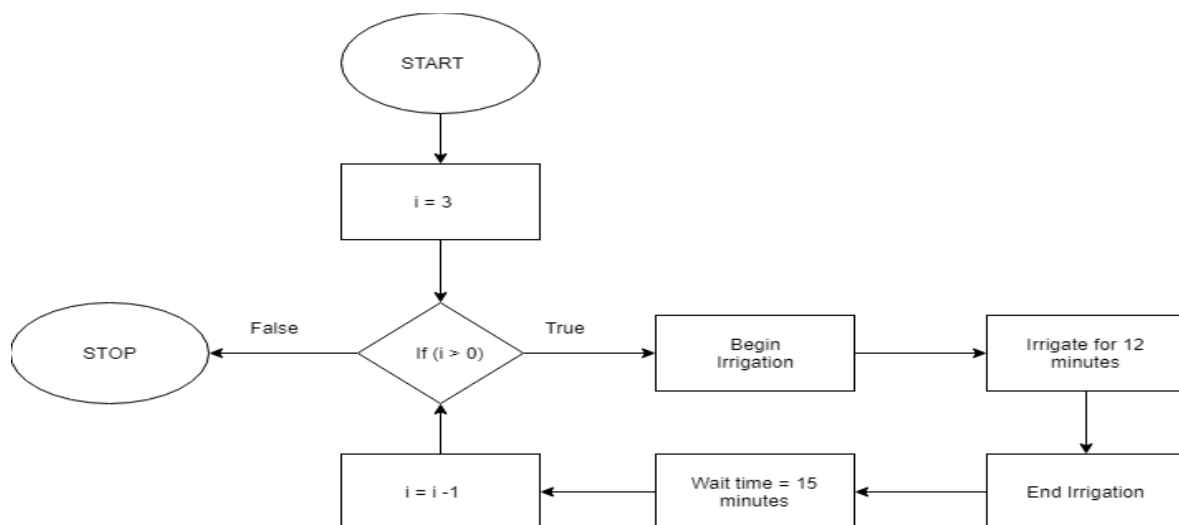 START
i = 3
False
True
STOP
If (i > 0)
Begin
Irrigation
Irrigate for 12
minutes
i = i -1
Wait time = 15
minutes
End Irrigation